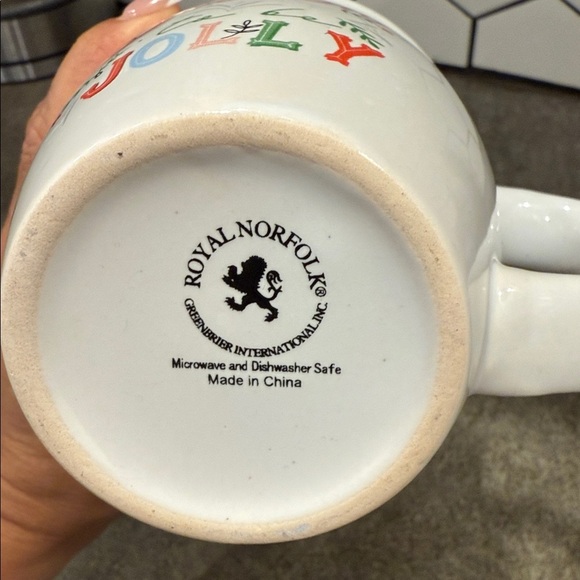 JOLLY
ROYAL NORFOLK®
GREENBRIER INTERNATIONAL INC.
Microwave and Dishwasher Safe
Made in China